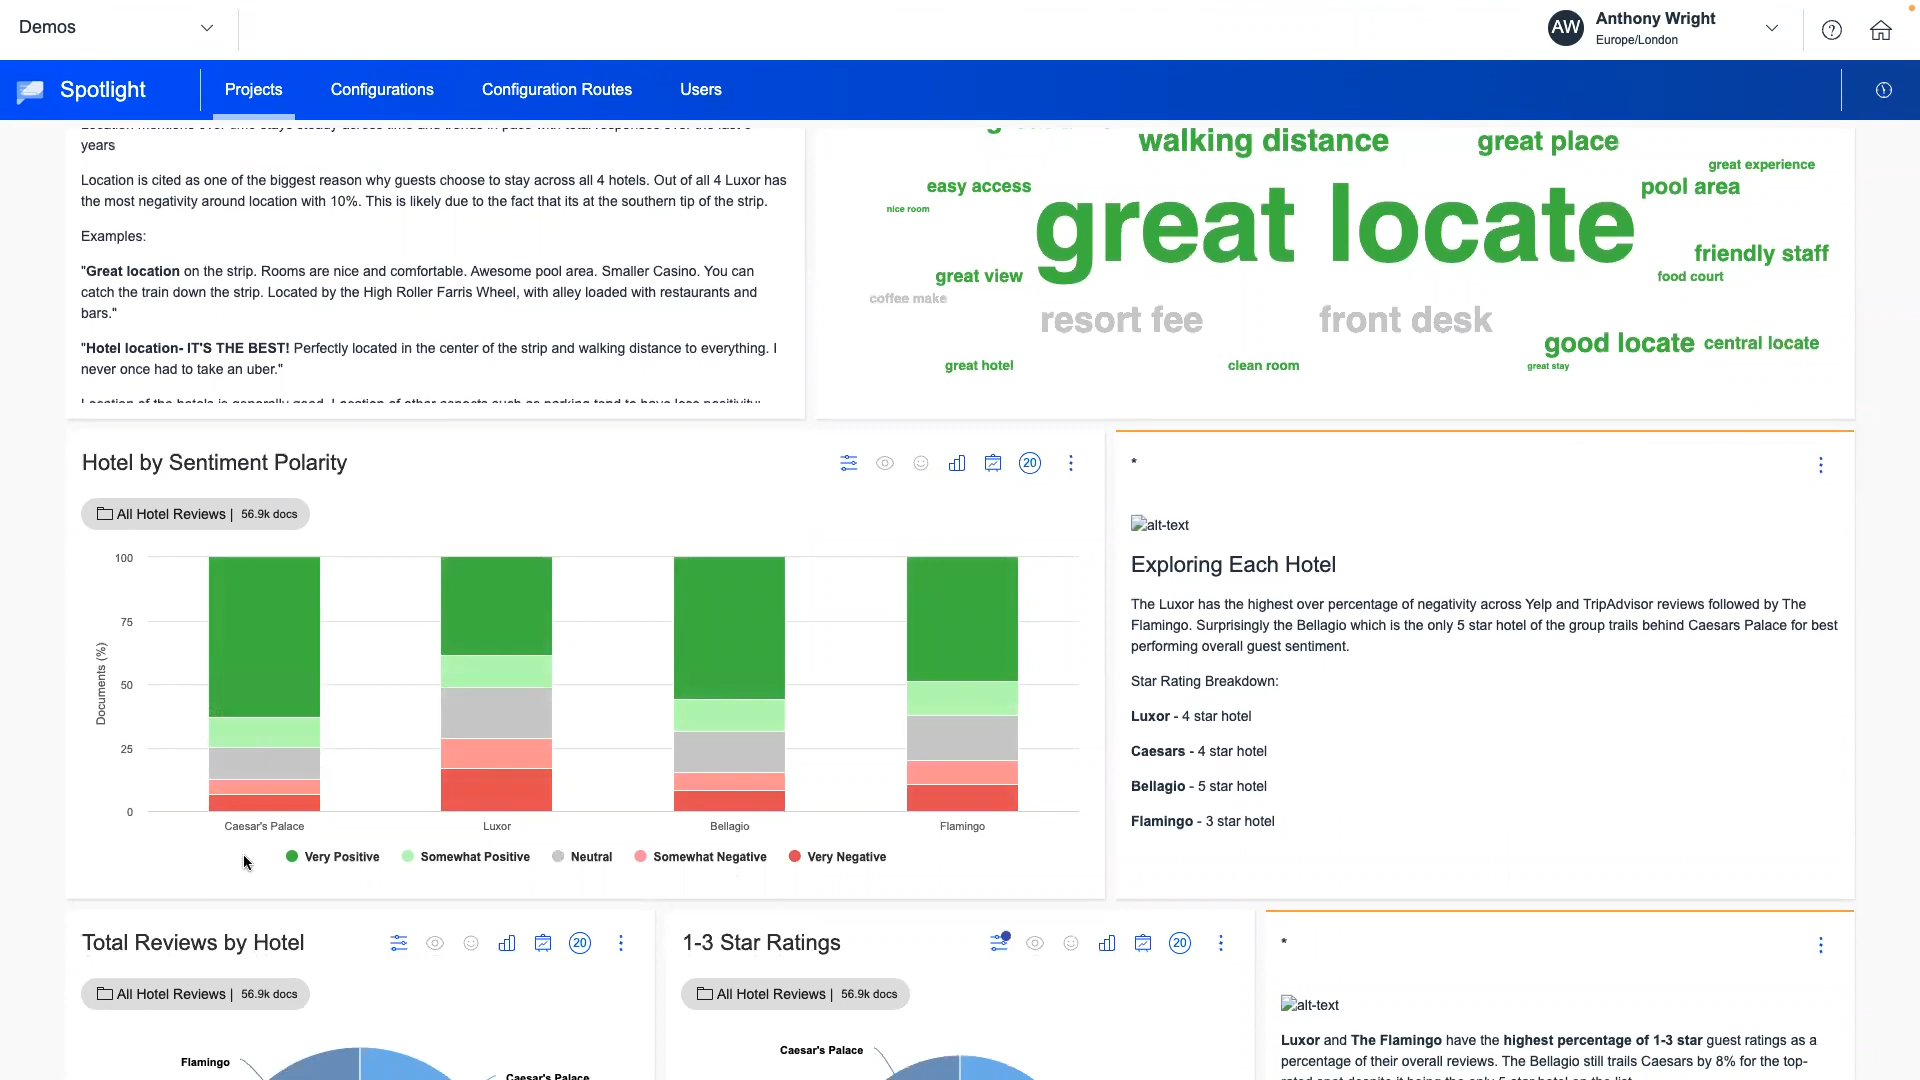 Demos
AW
Anthony Wright
Europe/London
Spotlight
Projects
Configurations
Configuration Routes
Users
years
Location is cited as one of the biggest reason why guests choose to stay across all 4 hotels. Out of all 4 Luxor has
the most negativity around location with 10%. This is likely due to the fact that its at the southern tip of the strip.
Examples:
"Great location on the strip. Rooms are nice and comfortable. Awesome pool area. Smaller Casino. You can
catch the train down the strip. Located by the High Roller Farris Wheel, with alley loaded with restaurants and
bars."
"Hotel location- IT'S THE BEST! Perfectly located in the center of the strip and walking distance to everything. I
never once had to take an uber."
walking distance
great place
great experience
easy access
pool area
nice room
great locate
friendly staff
great view
food court
coffee make
resort fee
front desk
good locate
central locate
great hotel
clean room
great stay
Hotel by Sentiment Polarity
20
All Hotel Reviews | 56.9k docs
100
75
50
25
0
Documents (%)
Caesar's Palace
Luxor
Bellagio
Flamingo
Very Positive
Somewhat Positive
Neutral
Somewhat Negative
Very Negative
*
alt-text
Exploring Each Hotel
The Luxor has the highest over percentage of negativity across Yelp and TripAdvisor reviews followed by The
Flamingo. Surprisingly the Bellagio which is the only 5 star hotel of the group trails behind Caesars Palace for best
performing overall guest sentiment.
Star Rating Breakdown:
Luxor - 4 star hotel
Caesars - 4 star hotel
Bellagio - 5 star hotel
Flamingo - 3 star hotel
Total Reviews by Hotel
20
All Hotel Reviews | 56.9k docs
Flamingo
Caesar's Palace
1-3 Star Ratings
20
All Hotel Reviews | 56.9k docs
Caesar's Palace
*
alt-text
Luxor and The Flamingo have the highest percentage of 1-3 star guest ratings as a
percentage of their overall reviews. The Bellagio still trails Caesars by 8% for the top-